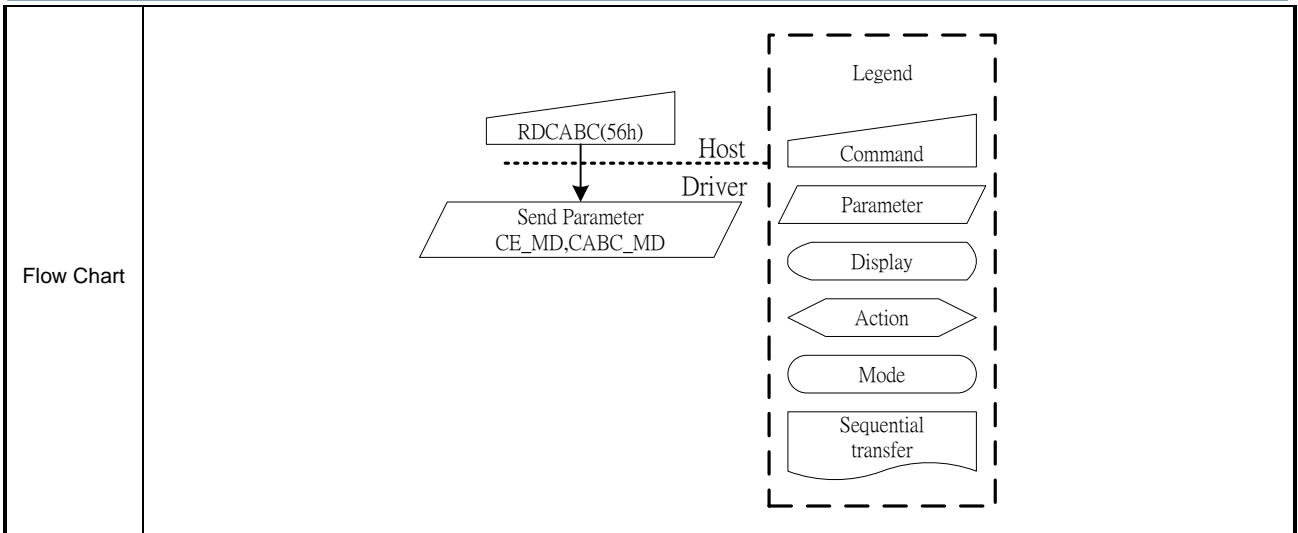 Flow Chart
RDCABC(56h)
Host
Driver
Send Parameter
CE_MD,CABC_MD
Legend
Command
Parameter
Display
Action
Mode
Sequential
transfer